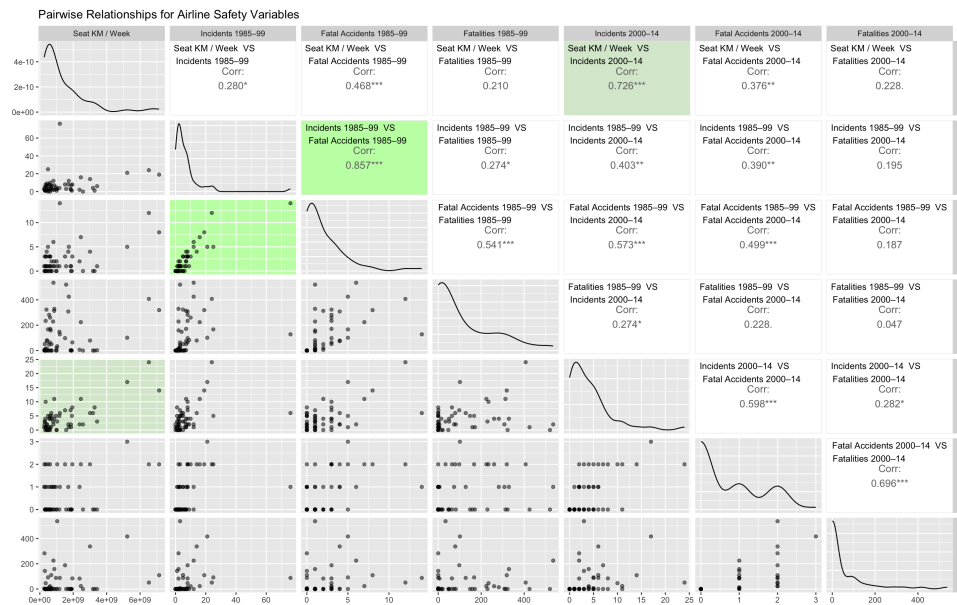 Pairwise Relationships for Airline Safety Variables
Seat KM / Week
Incidents 1985–99
Fatal Accidents 1985–99
Fatalities 1985–99
Incidents 2000–14
Fatal Accidents 2000–14
Fatalities 2000–14
4e-10
2e-10
0e+00
Seat KM / Week VS
Incidents 1985–99
Corr:
0.280*
Seat KM / Week VS
Fatal Accidents 1985–99
Corr:
0.468***
Seat KM / Week VS
Fatalities 1985–99
Corr:
0.210
Seat KM / Week VS
Incidents 2000–14
Corr:
0.726***
Seat KM / Week VS
Fatal Accidents 2000–14
Corr:
0.376**
Seat KM / Week VS
Fatalities 2000–14
Corr:
0.228.
60
40
20
0
Incidents 1985–99 VS
Fatal Accidents 1985–99
Corr:
0.857***
Incidents 1985–99 VS
Fatalities 1985–99
Corr:
0.274*
Incidents 1985–99 VS
Incidents 2000–14
Corr:
0.403**
Incidents 1985–99 VS
Fatal Accidents 2000–14
Corr:
0.390**
Incidents 1985–99 VS
Fatalities 2000–14
Corr:
0.195
10
5
0
Fatal Accidents 1985–99 VS
Fatalities 1985–99
Corr:
0.541***
Fatal Accidents 1985–99 VS
Incidents 2000–14
Corr:
0.573***
Fatal Accidents 1985–99 VS
Fatal Accidents 2000–14
Corr:
0.499***
Fatal Accidents 1985–99 VS
Fatalities 2000–14
Corr:
0.187
400
200
0
Fatalities 1985–99 VS
Incidents 2000–14
Corr:
0.274*
Fatalities 1985–99 VS
Fatal Accidents 2000–14
Corr:
0.228.
Fatalities 1985–99 VS
Fatalities 2000–14
Corr:
0.047
25
20
15
10
5
0
Incidents 2000–14 VS
Fatal Accidents 2000–14
Corr:
0.598***
Incidents 2000–14 VS
Fatalities 2000–14
Corr:
0.282*
3
2
1
0
Fatal Accidents 2000–14 VS
Fatalities 2000–14
Corr:
0.696***
400
200
0
0e+00 2e+09 4e+09 6e+09
0 20 40 60
0 5 10
0 200 400
0 5 10 15 20 25
0 1 2 3
0 200 400